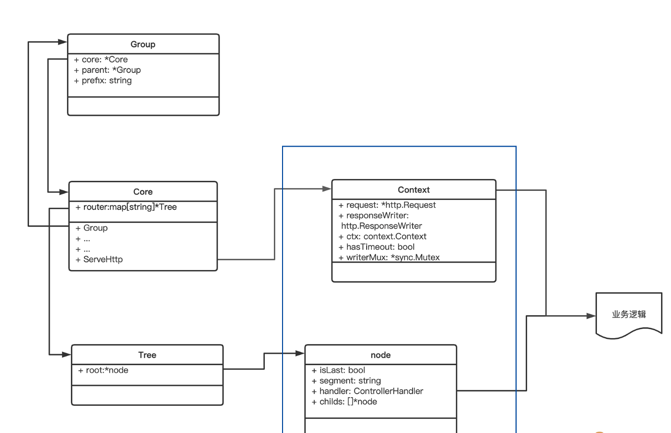 Group
+ core: *Core
+ parent: *Group
+ prefix: string
Core
+ router:map[string]*Tree
+ Group
+ ...
+ ...
+ ServeHttp
Context
+ request: *http.Request
+ responseWriter:
http.ResponseWriter
+ ctx: context.Context
+ hasTimeout: bool
+ writerMux: *sync.Mutex
业务逻辑
Tree
+ root:*node
node
+ isLast: bool
+ segment: string
+ handler: ControllerHandler
+ childs: []*node